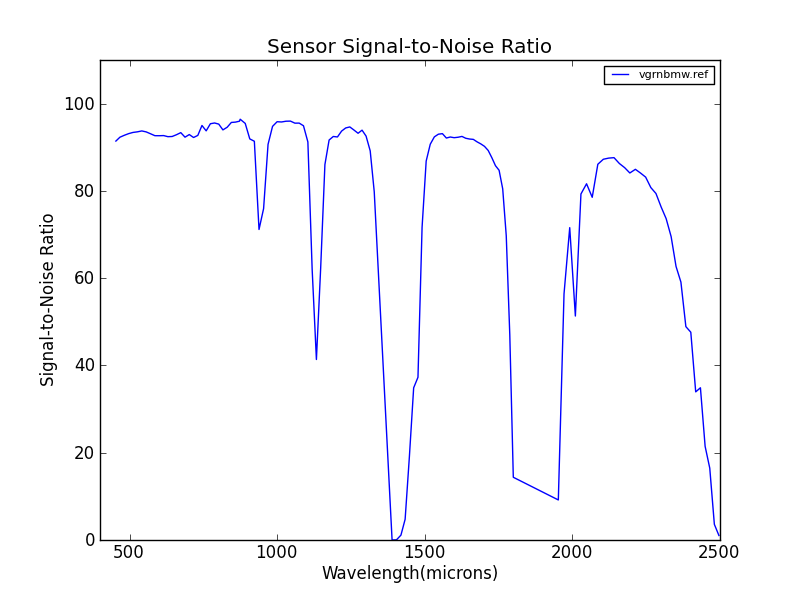 Sensor Signal-to-Noise Ratio
vgrnbmw.ref
100
80
60
40
20
0
Signal-to-Noise Ratio
500
1000
1500
2000
2500
Wavelength(microns)